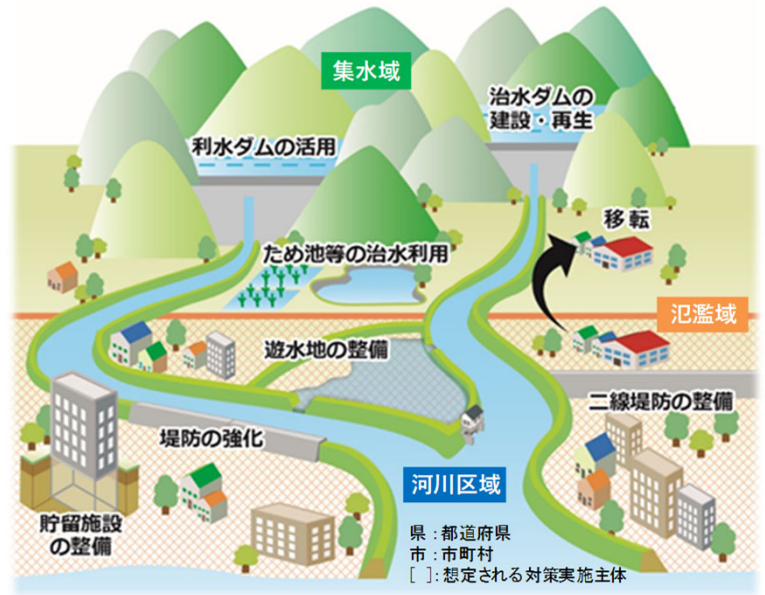 集水域
治水ダムの
建設・再生
利水ダムの活用
移転
ため池等の治水利用
氾濫域
遊水地の整備
二線堤防の整備
堤防の強化
河川区域
貯留施設
の整備
県：都道府県
市：市町村
[ ]：想定される対策実施主体